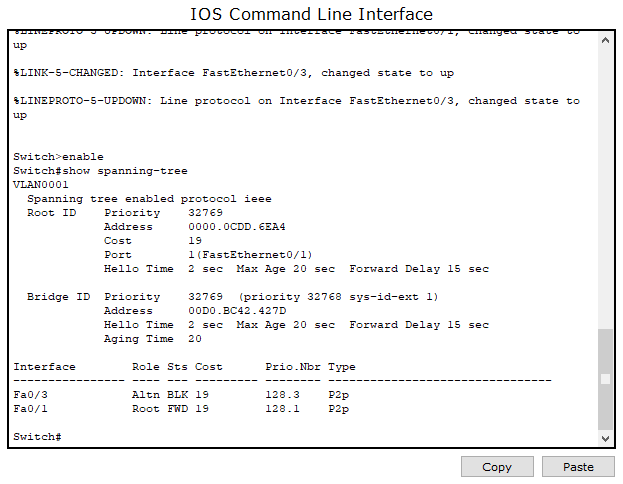 IOS Command Line Interface
%LINEPROTO-5-UPDOWN: Line protocol on Interface FastEthernet0/1, changed state to
up
%LINK-5-CHANGED: Interface FastEthernet0/3, changed state to up
%LINEPROTO-5-UPDOWN: Line protocol on Interface FastEthernet0/3, changed state to
up
Switch>enable
Switch#show spanning-tree
VLAN0001
  Spanning tree enabled protocol ieee
  Root ID    Priority    32769
             Address     0000.0CDD.6EA4
             Cost        19
             Port        1(FastEthernet0/1)
             Hello Time  2 sec  Max Age 20 sec  Forward Delay 15 sec
  Bridge ID  Priority    32769  (priority 32768 sys-id-ext 1)
             Address     00D0.BC42.427D
             Hello Time  2 sec  Max Age 20 sec  Forward Delay 15 sec
             Aging Time  20
Interface        Role Sts Cost      Prio.Nbr Type
---------------- ---- --- --------- -------- --------------------------------
Fa0/3            Altn BLK 19        128.3    P2p
Fa0/1            Root FWD 19        128.1    P2p
Switch#
Copy Paste